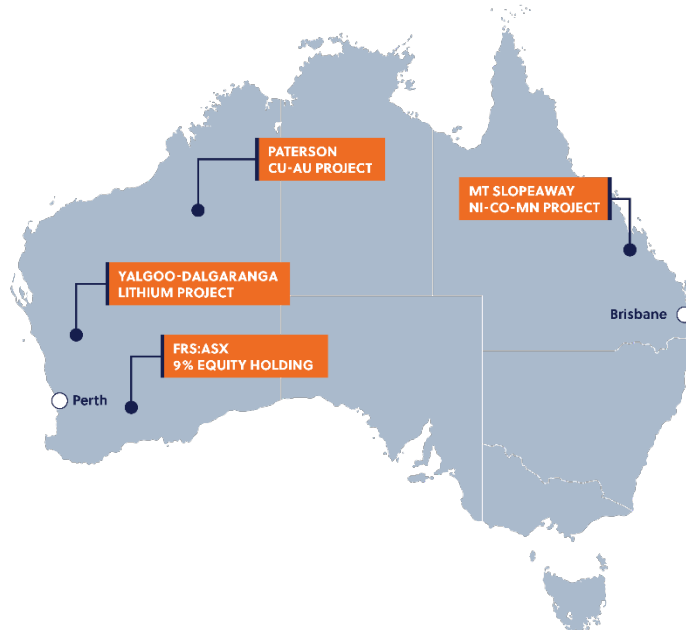 PATERSON
CU-AU PROJECT
MT SLOPEAWAY
NI-CO-MN PROJECT
YALGOO-DALGARANGA
LITHIUM PROJECT
Brisbane
FRS:ASX
9% EQUITY HOLDING
Perth